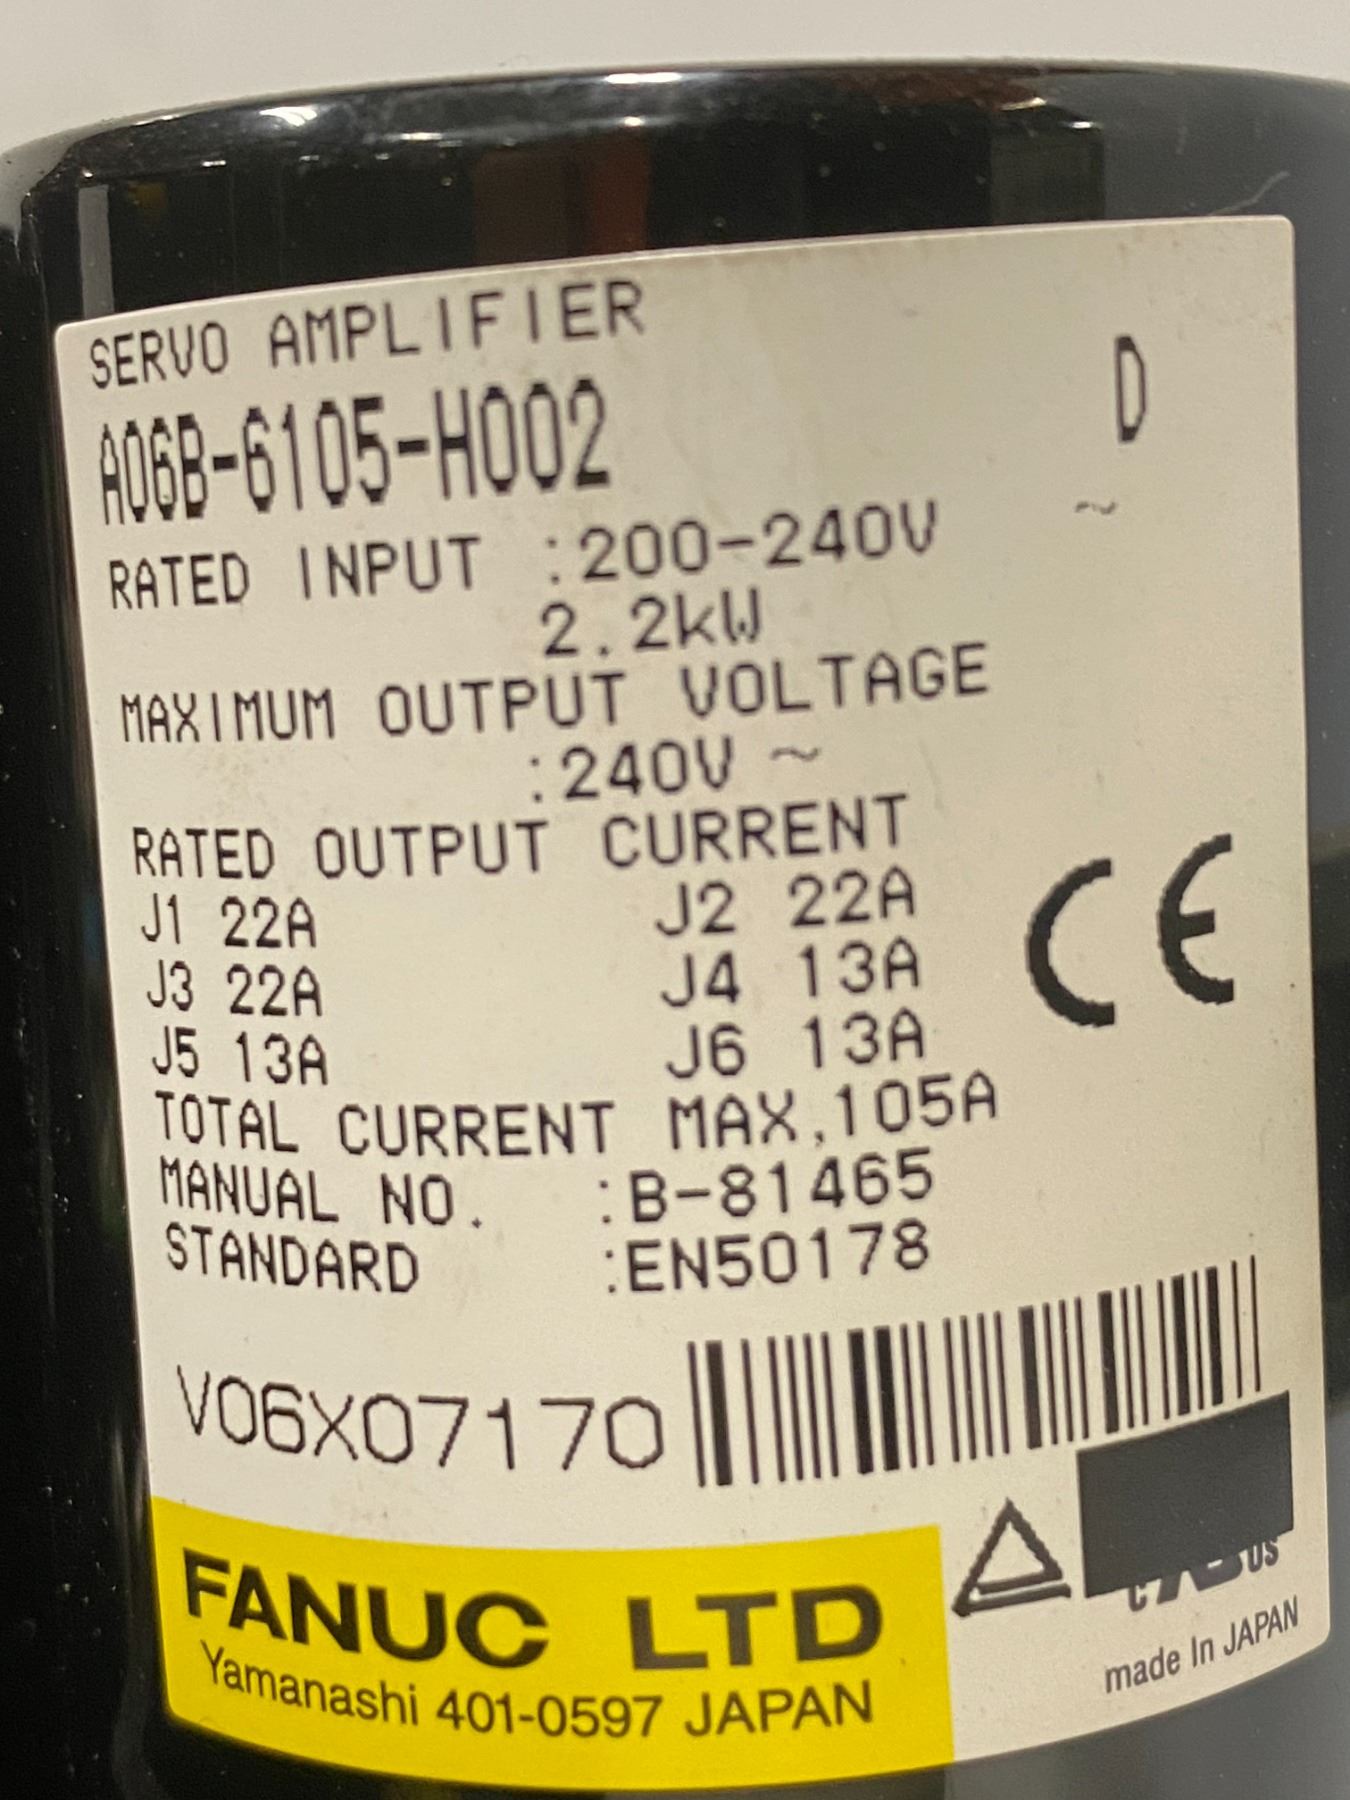 SERVO AMPLIFIER
A06B-6105-H002 D
RATED INPUT :200-240V ~
2.2kW
MAXIMUM OUTPUT VOLTAGE
:240V ~
RATED OUTPUT CURRENT
J1 22A J2 22A
J3 22A J4 13A
J5 13A J6 13A
CE
TOTAL CURRENT MAX,105A
MANUAL NO. :B-81465
STANDARD :EN50178
V06X07170
FANUC LTD
Yamanashi 401-0597 JAPAN
c US
made In JAPAN